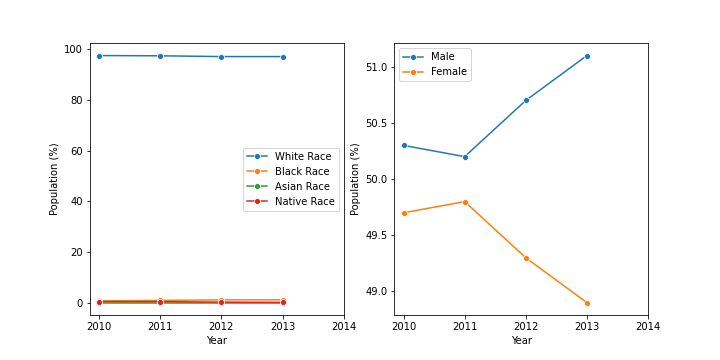 100
80
60
40
20
0
Population (%)
White Race
Black Race
Asian Race
Native Race
2010 2011 2012 2013 2014
Year
Male
Female
51.0
50.5
50.0
49.5
49.0
Population (%)
2010 2011 2012 2013 2014
Year